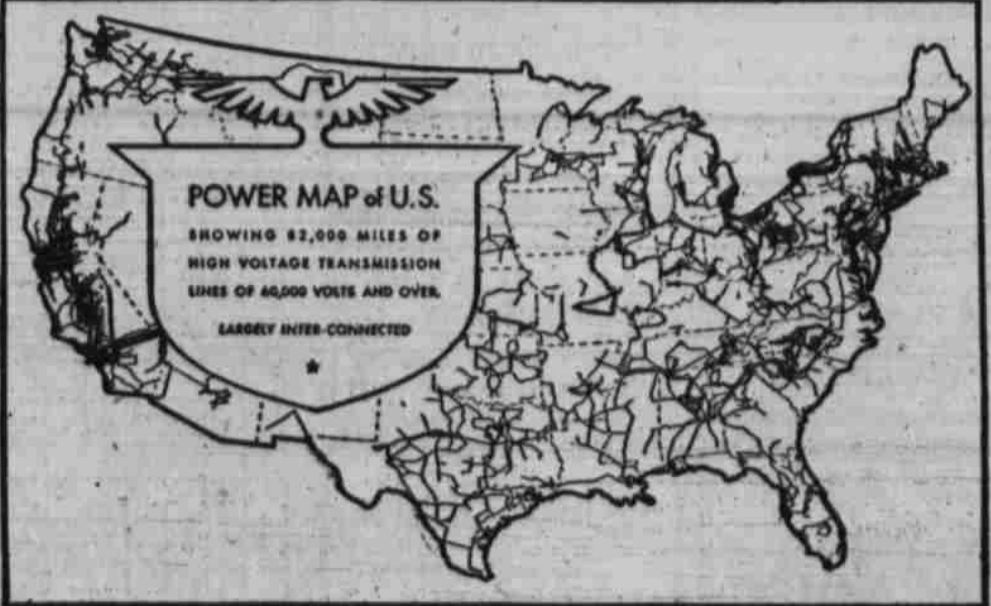 POWER MAP of U.S.
SHOWING 82,000 MILES OF
HIGH VOLTAGE TRANSMISSION
LINES OF 60,000 VOLTS AND OVER.
LARGELY INTER-CONNECTED